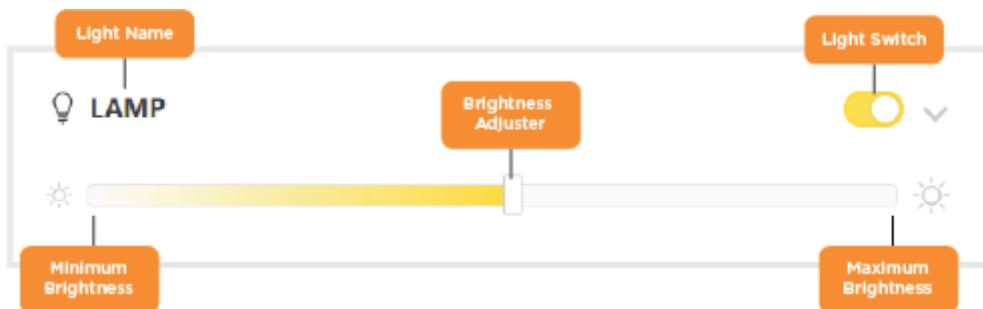 Light Name
Light Switch
LAMP
Brightness
Adjuster
Minimum
Brightness
Maximum
Brightness